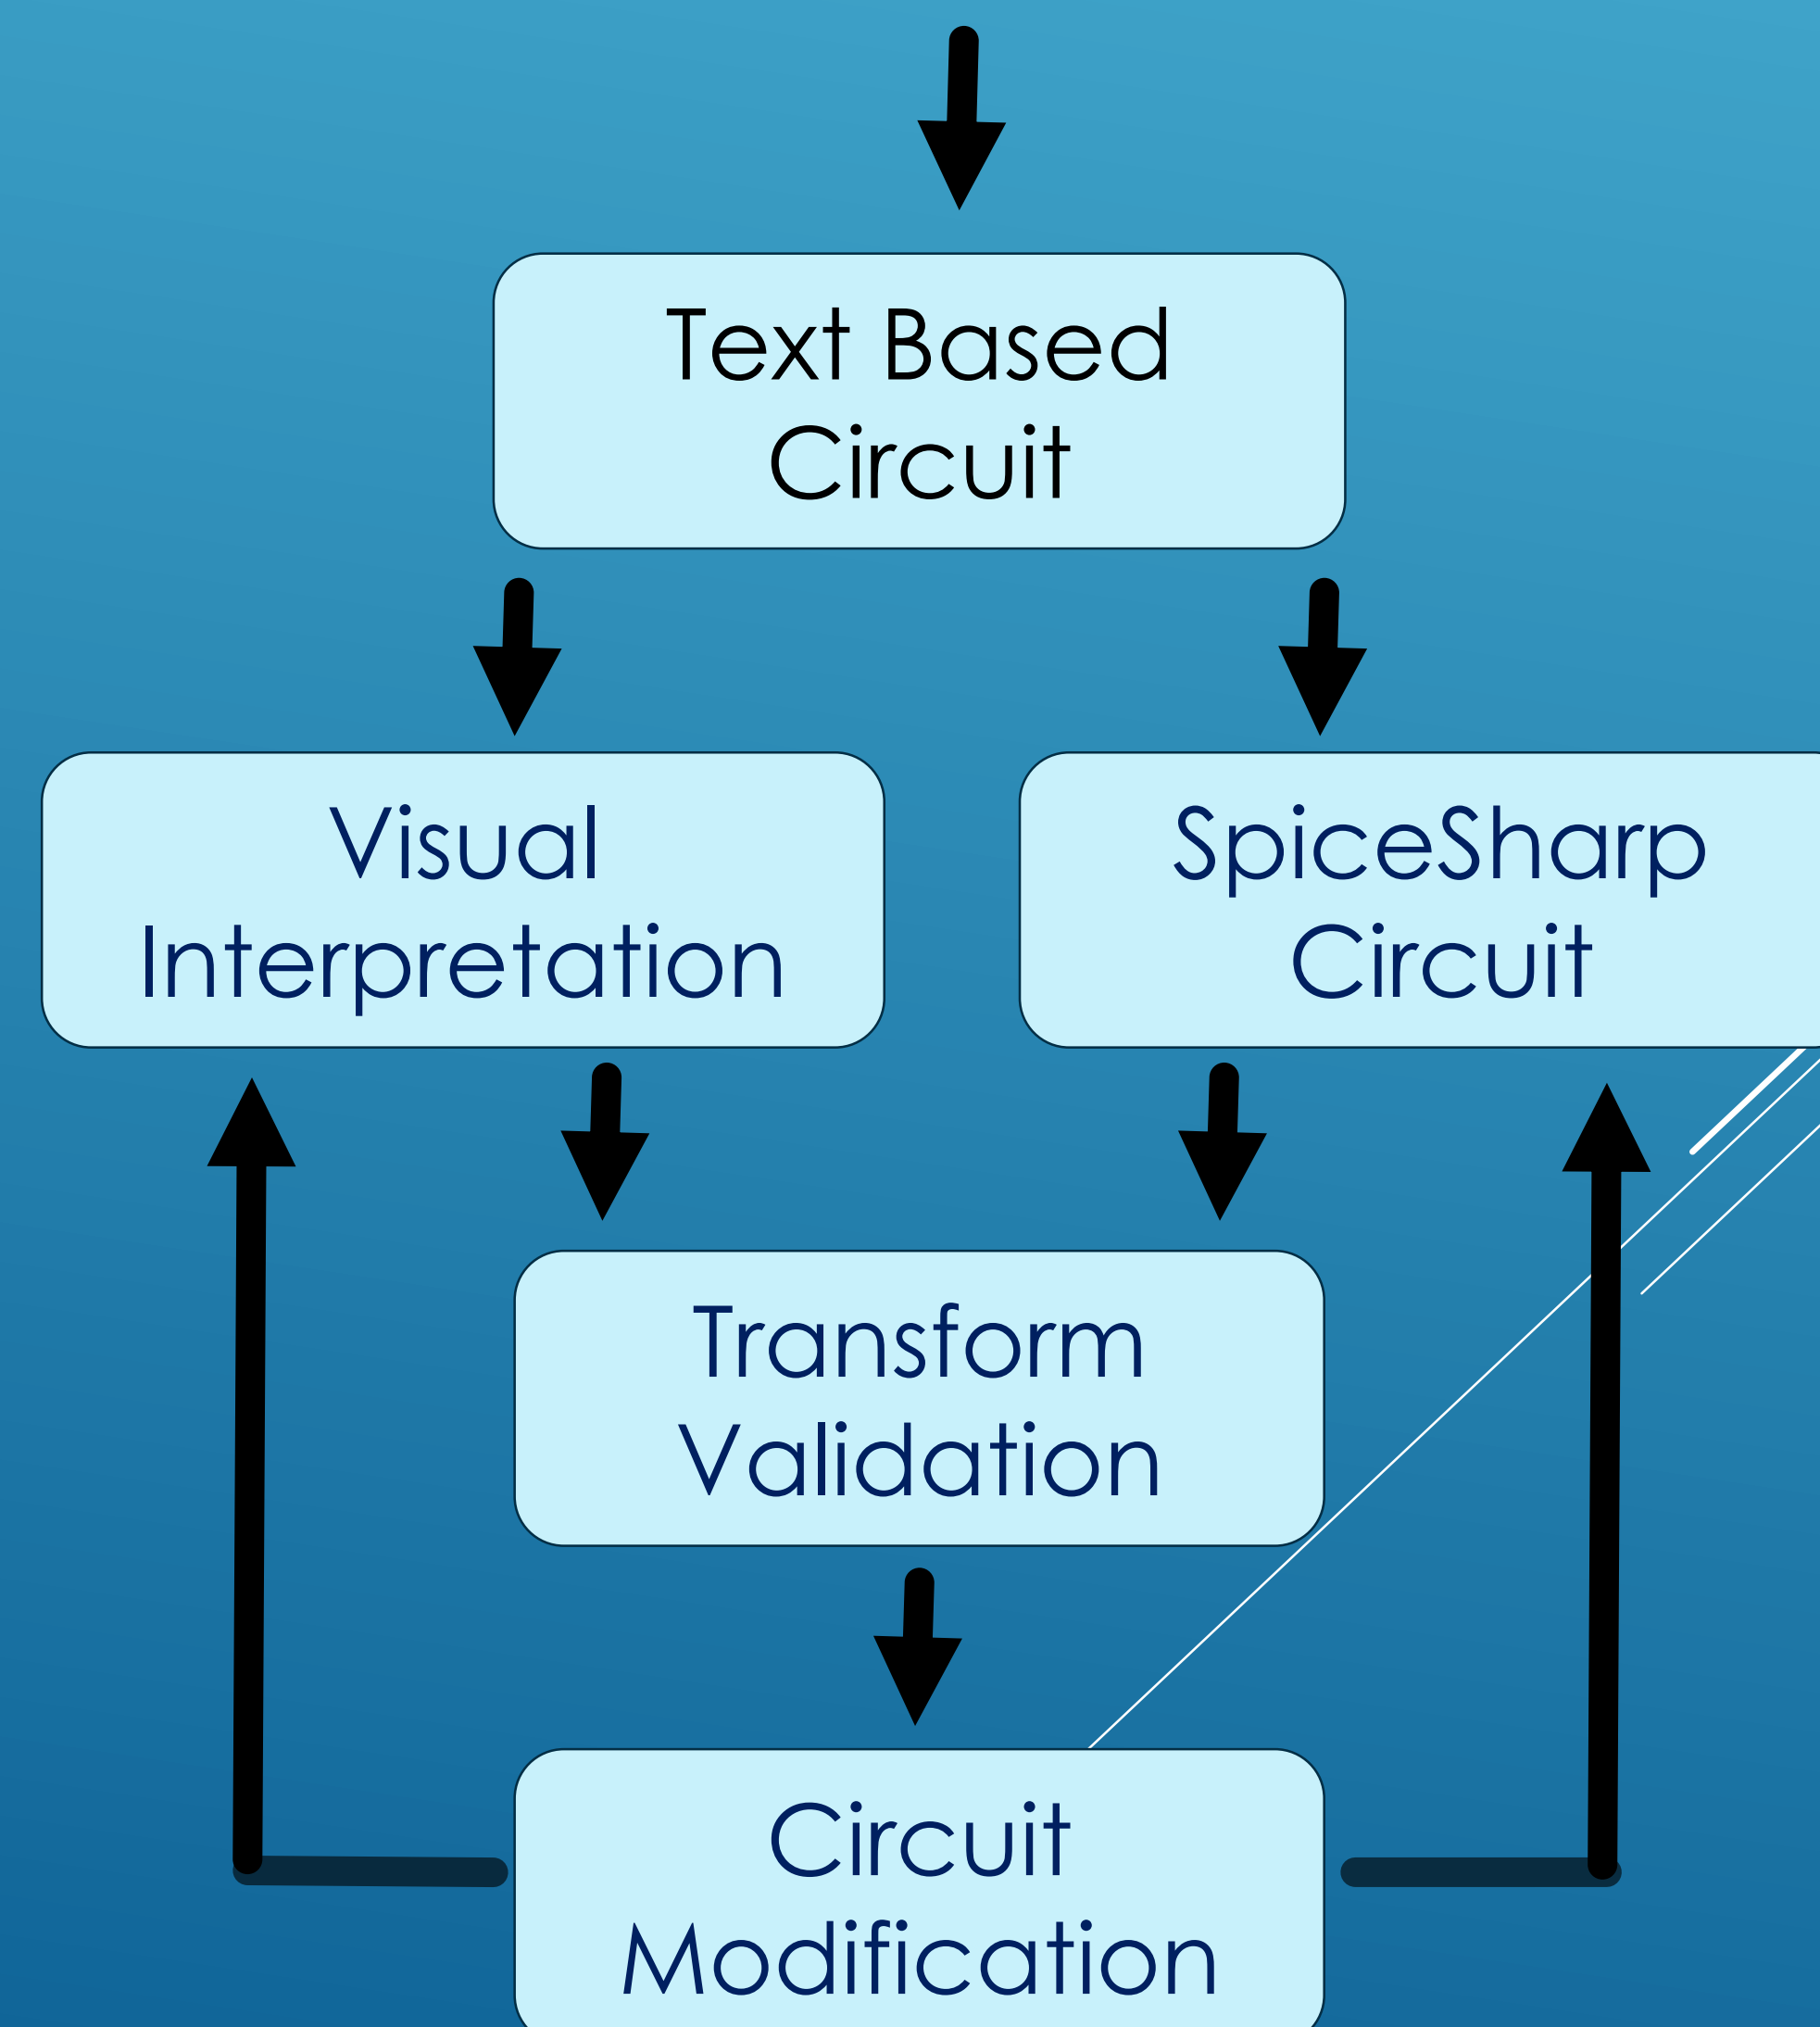 Text Based
Circuit
Visual
Interpretation
SpiceSharp
Circuit
Transform
Validation
Circuit
Modification